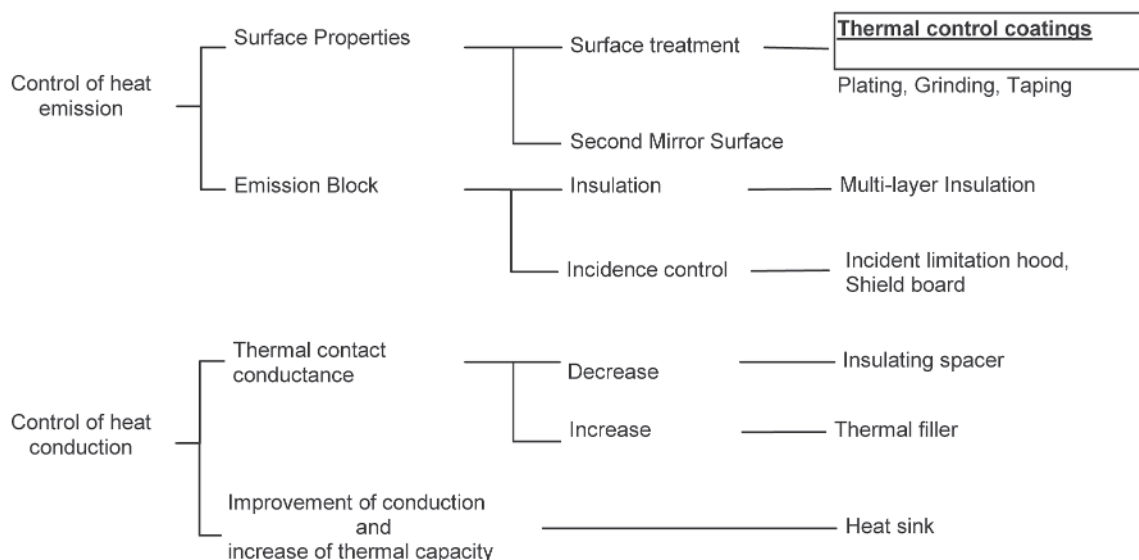 Surface Properties
Surface treatment
Thermal control coatings
Control of heat
emission
Plating, Grinding, Taping
Second Mirror Surface
Emission Block
Insulation
Multi-layer Insulation
Incidence control
Incident limitation hood,
Shield board
Thermal contact
conductance
Decrease
Insulating spacer
Control of heat
conduction
Increase
Thermal filler
Improvement of conduction
and
increase of thermal capacity
Heat sink